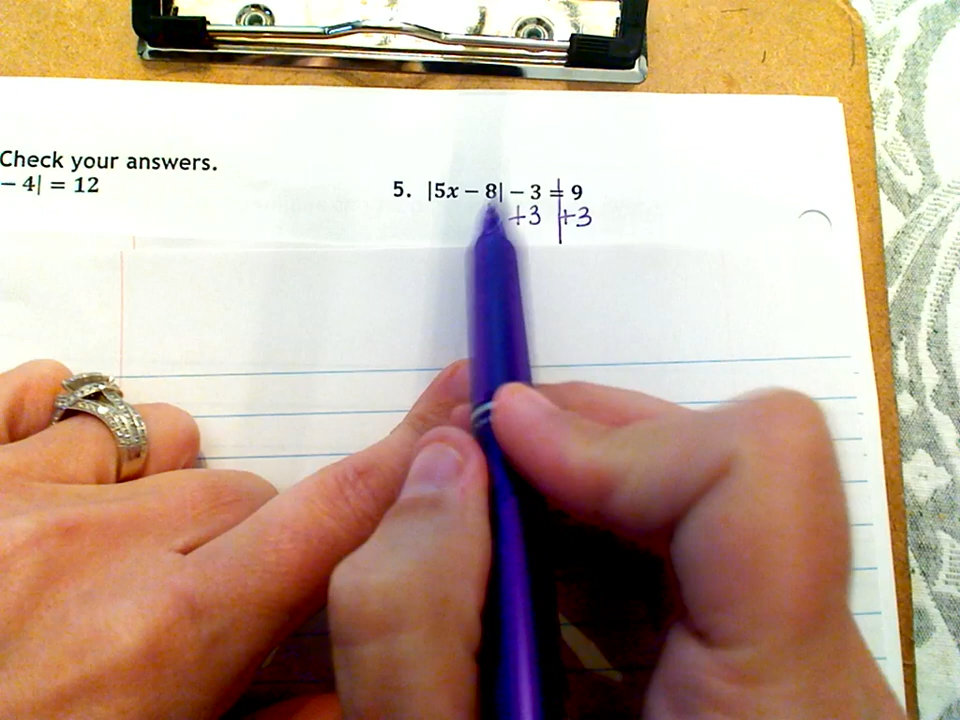 Check your answers.
− 4| = 12
5. |5x − 8| − 3 = 9
+3 | +3